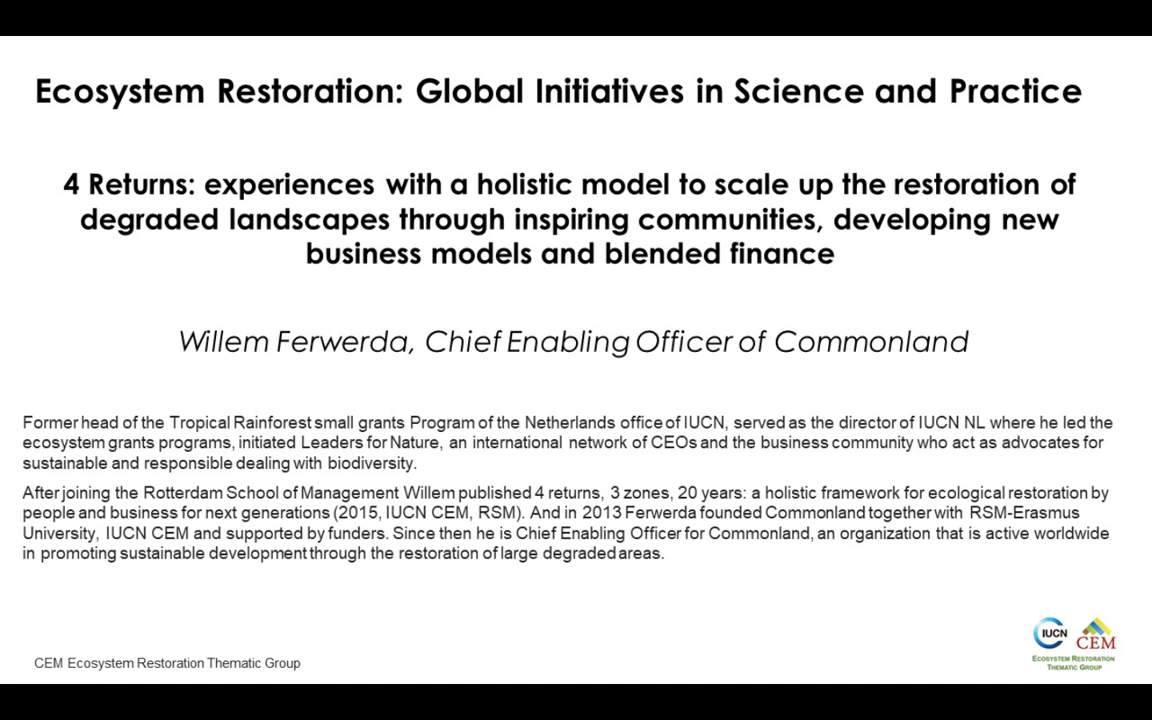 Ecosystem Restoration: Global Initiatives in Science and Practice
4 Returns: experiences with a holistic model to scale up the restoration of
degraded landscapes through inspiring communities, developing new
business models and blended finance
Willem Ferwerda, Chief Enabling Officer of Commonland
Former head of the Tropical Rainforest small grants Program of the Netherlands office of IUCN, served as the director of IUCN NL where he led the
ecosystem grants programs, initiated Leaders for Nature, an international network of CEOs and the business community who act as advocates for
sustainable and responsible dealing with biodiversity.
After joining the Rotterdam School of Management Willem published 4 returns, 3 zones, 20 years: a holistic framework for ecological restoration by
people and business for next generations (2015, IUCN CEM, RSM). And in 2013 Ferwerda founded Commonland together with RSM-Erasmus
University, IUCN CEM and supported by funders. Since then he is Chief Enabling Officer for Commonland, an organization that is active worldwide
in promoting sustainable development through the restoration of large degraded areas.
IUCN CEM
ECOSYSTEM RESTORATION
THEMATIC GROUP
CEM Ecosystem Restoration Thematic Group